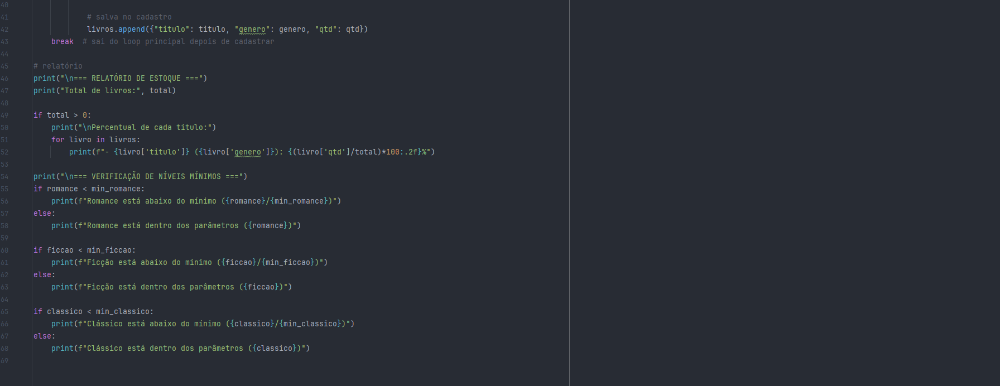 40
41 # salva no cadastro
42 livros.append({"titulo": titulo, "genero": genero, "qtd": qtd})
43 break  # sai do loop principal depois de cadastrar
44
45 # relatório
46 print("\n=== RELATÓRIO DE ESTOQUE ===")
47 print("Total de livros:", total)
48
49 if total > 0:
50 print("\nPercentual de cada título:")
51 for livro in livros:
52 print(f"- {livro['titulo']} ({livro['genero']}): {(livro['qtd']/total)*100:.2f}%")
53
54 print("\n=== VERIFICAÇÃO DE NÍVEIS MÍNIMOS ===")
55 if romance < min_romance:
56 print(f"Romance está abaixo do mínimo ({romance}/{min_romance})")
57 else:
58 print(f"Romance está dentro dos parâmetros ({romance})")
59
60 if ficcao < min_ficcao:
61 print(f"Ficção está abaixo do mínimo ({ficcao}/{min_ficcao})")
62 else:
63 print(f"Ficção está dentro dos parâmetros ({ficcao})")
64
65 if classico < min_classico:
66 print(f"Clássico está abaixo do mínimo ({classico}/{min_classico})")
67 else:
68 print(f"Clássico está dentro dos parâmetros ({classico})")
69